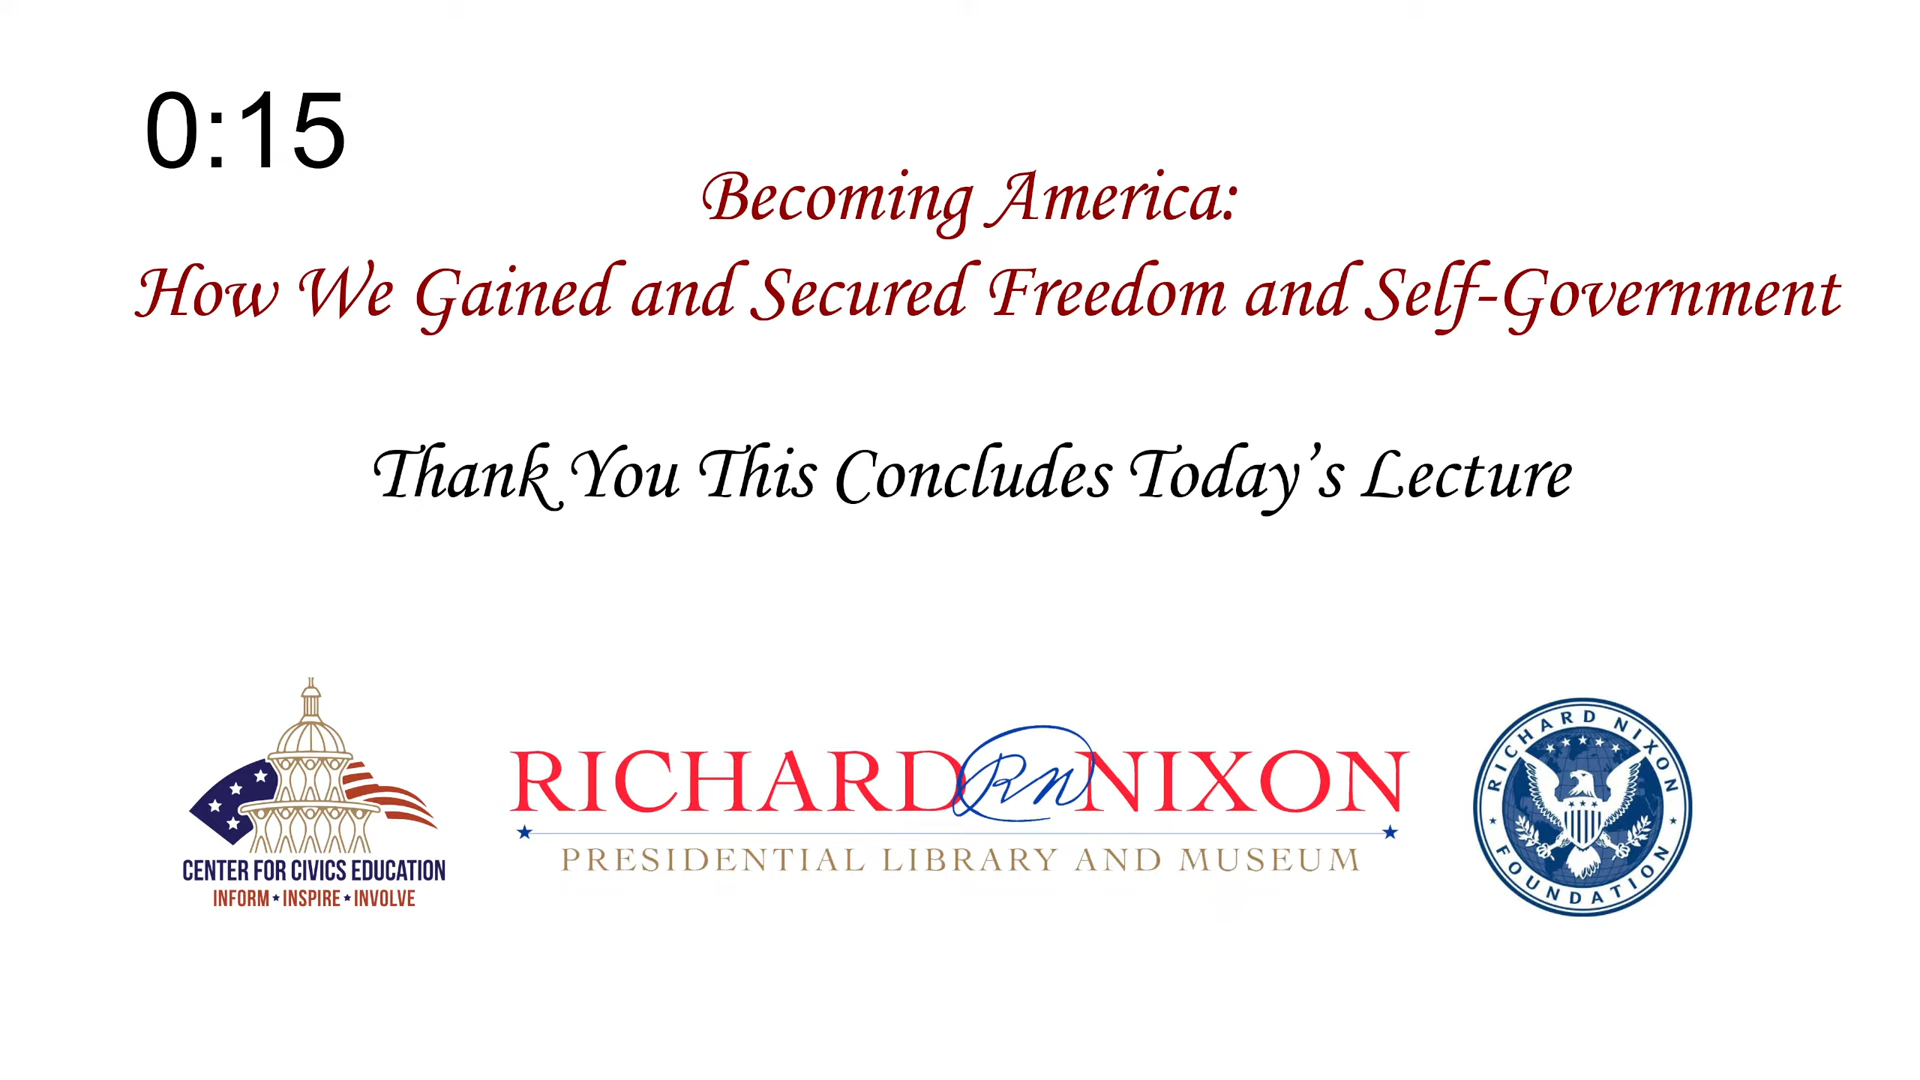 0:15
Becoming America:
How We Gained and Secured Freedom and Self-Government
Thank You This Concludes Today’s Lecture
CENTER FOR CIVICS EDUCATION
INFORM ★ INSPIRE ★ INVOLVE
RICHARD RN NIXON
PRESIDENTIAL LIBRARY AND MUSEUM
RICHARD NIXON
FOUNDATION